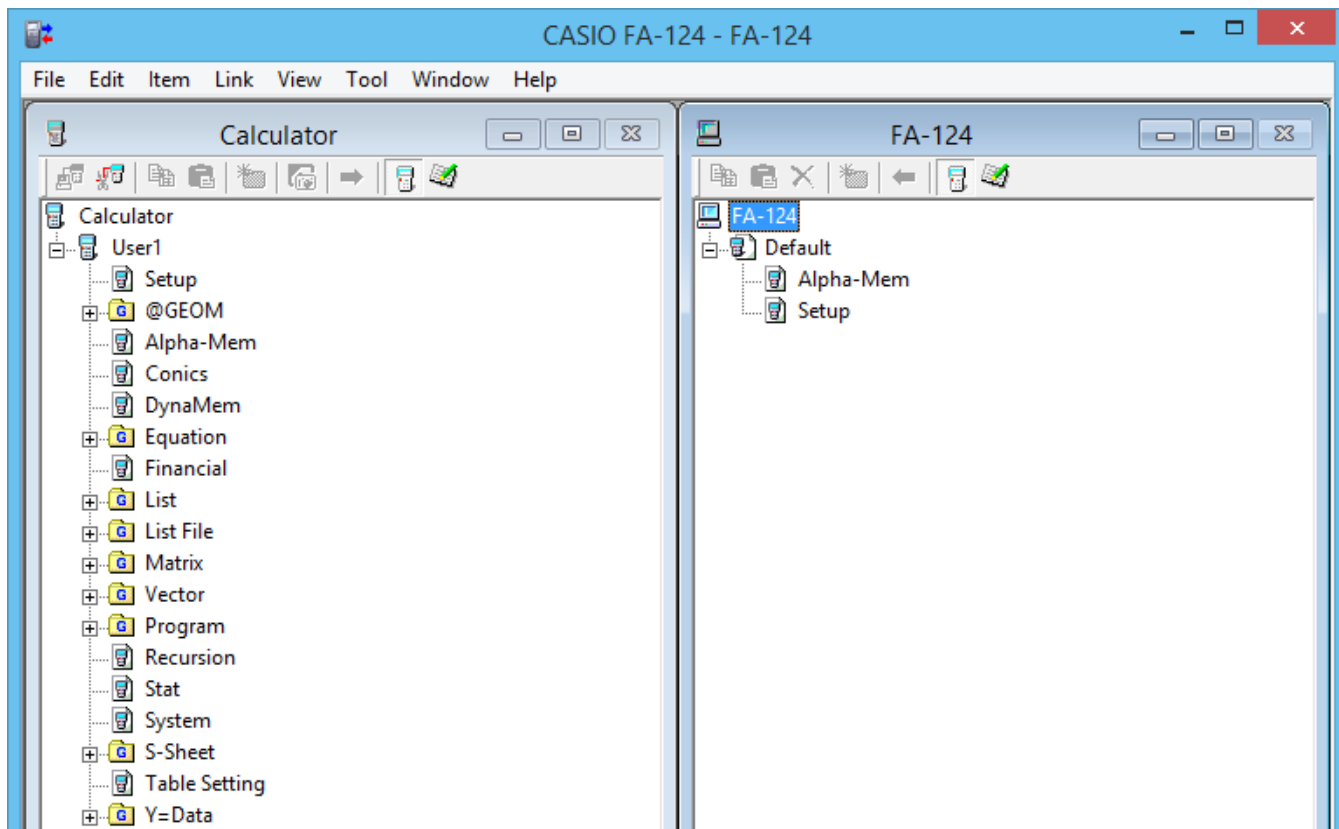 CASIO FA-124 - FA-124
File Edit Item Link View Tool Window Help
Calculator
Calculator
User1
Setup
@GEOM
Alpha-Mem
Conics
DynaMem
Equation
Financial
List
List File
Matrix
Vector
Program
Recursion
Stat
System
S-Sheet
Table Setting
Y=Data
FA-124
FA-124
Default
Alpha-Mem
Setup